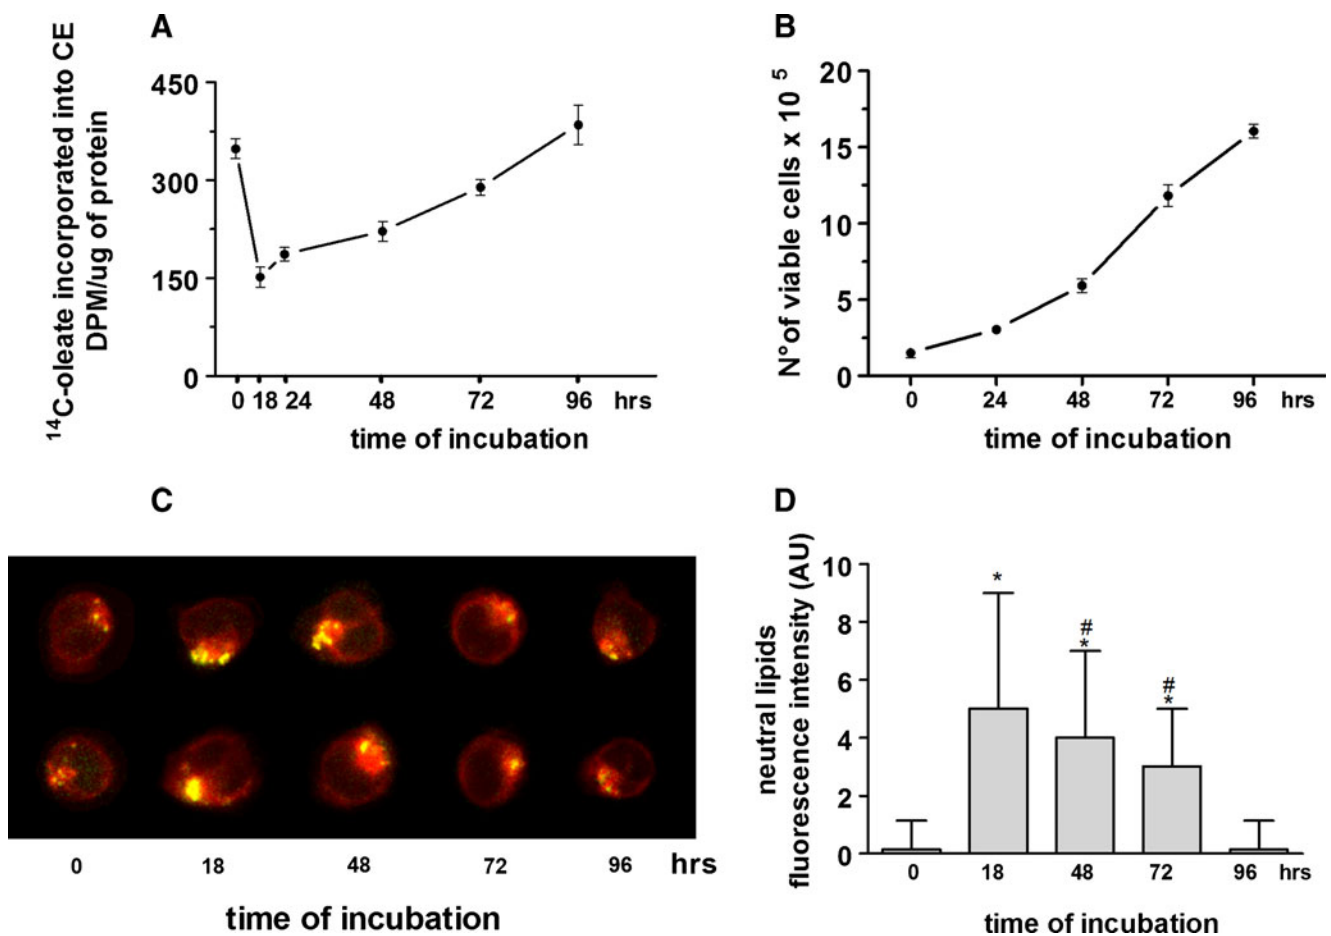 A
14C-oleate incorporated into CE
DPM/ug of protein
450
300
150
0
0 18 24 48 72 96 hrs
time of incubation
B
N°of viable cells x 10 5
20
15
10
5
0
0 24 48 72 96 hrs
time of incubation
C
0 18 48 72 96 hrs
time of incubation
D
neutral lipids
fluorescence intensity (AU)
10
8
6
4
2
0
*
#
*
#
*
0 18 48 72 96 hrs
time of incubation